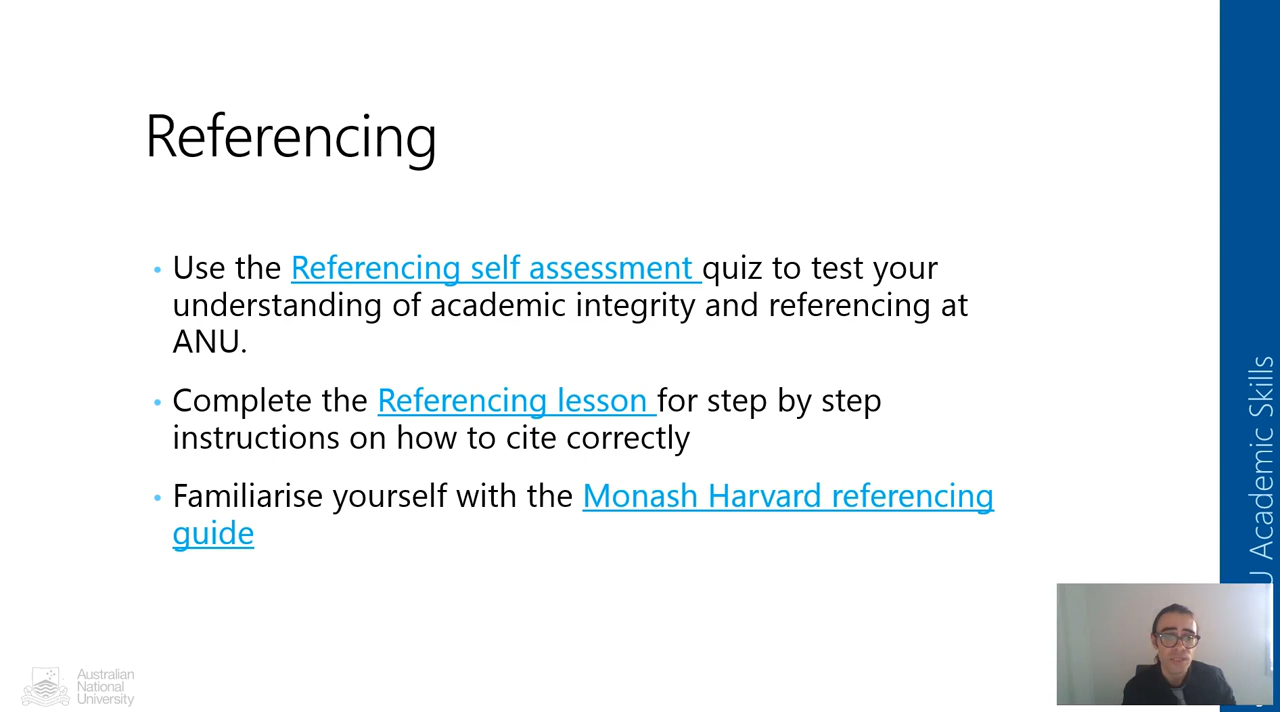 Referencing
• Use the Referencing self assessment quiz to test your
understanding of academic integrity and referencing at
ANU.
• Complete the Referencing lesson for step by step
instructions on how to cite correctly
• Familiarise yourself with the Monash Harvard referencing
guide
Academic Skills
Australian
National
University